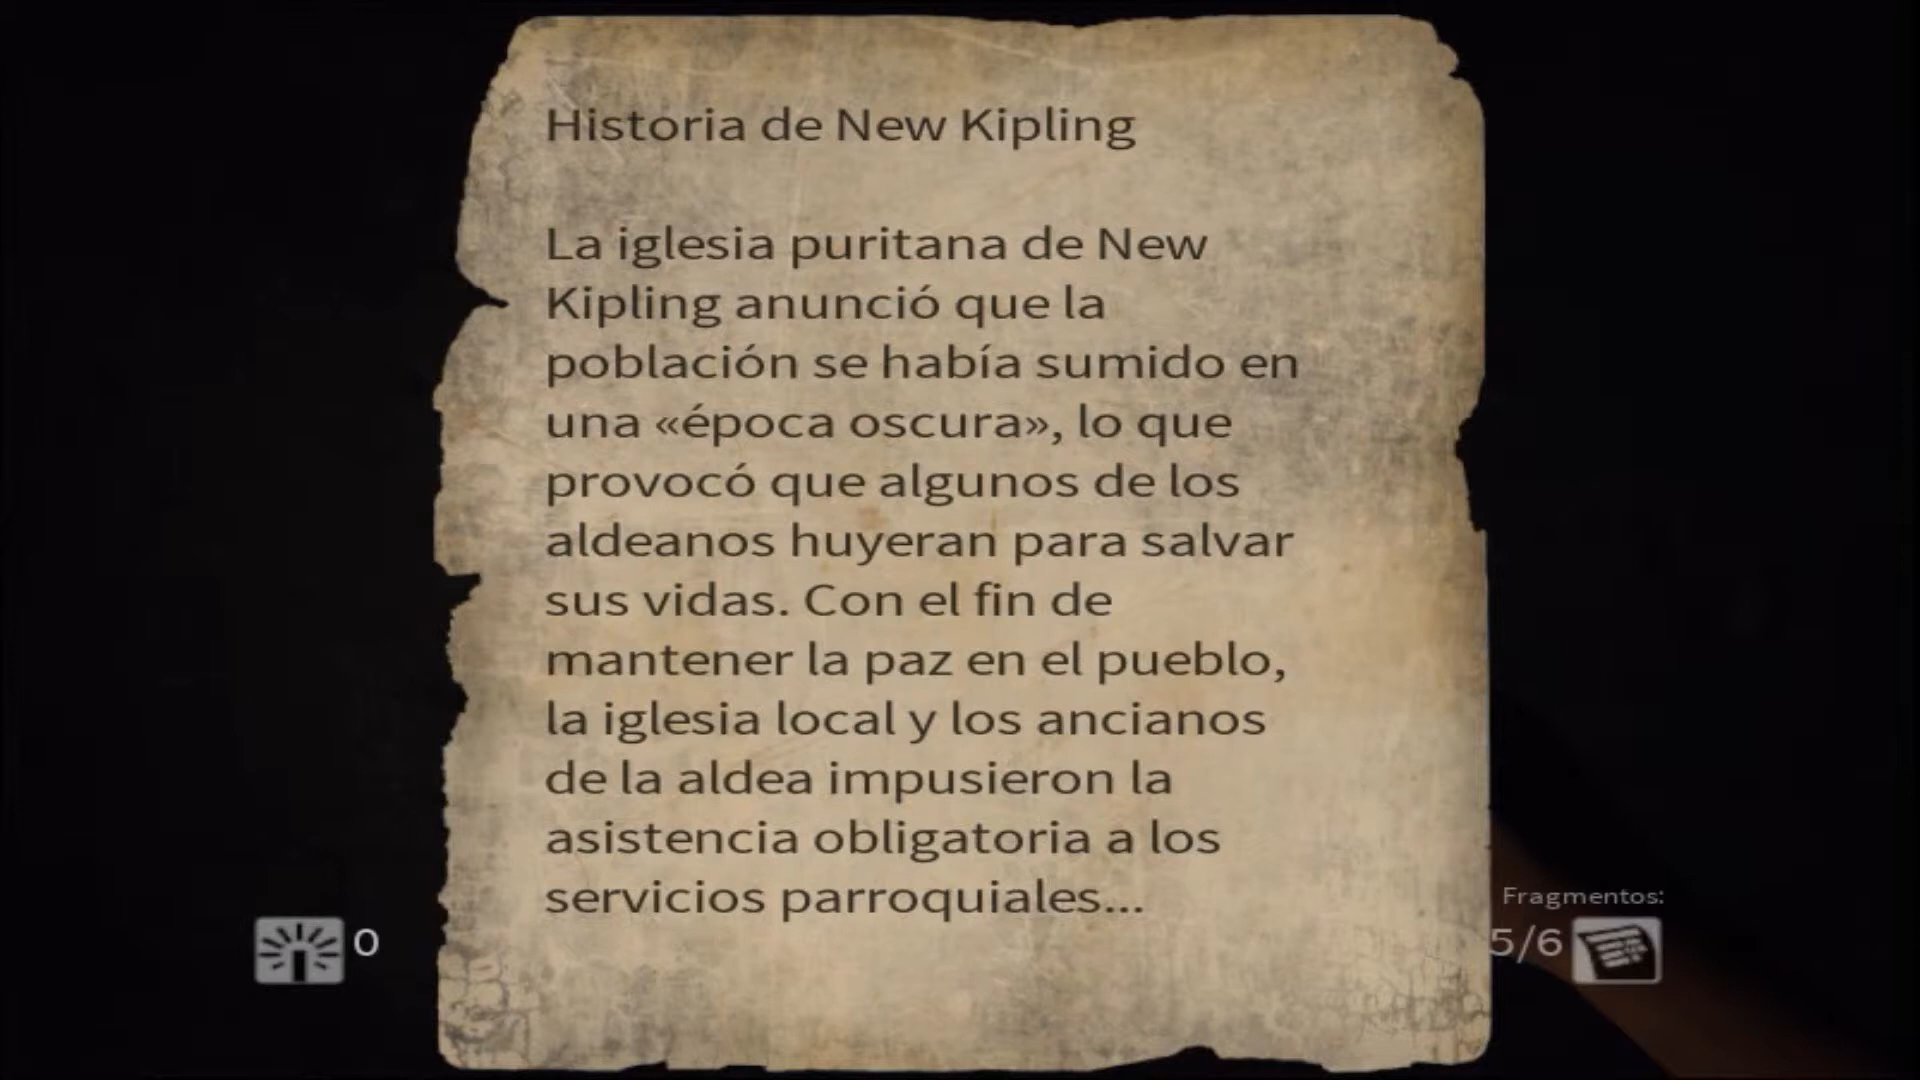 Historia de New Kipling
La iglesia puritana de New
Kipling anunció que la
población se había sumido en
una «época oscura», lo que
provocó que algunos de los
aldeanos huyeran para salvar
sus vidas. Con el fin de
mantener la paz en el pueblo,
la iglesia local y los ancianos
de la aldea impusieron la
asistencia obligatoria a los
servicios parroquiales...
Fragmentos:
0
5/6